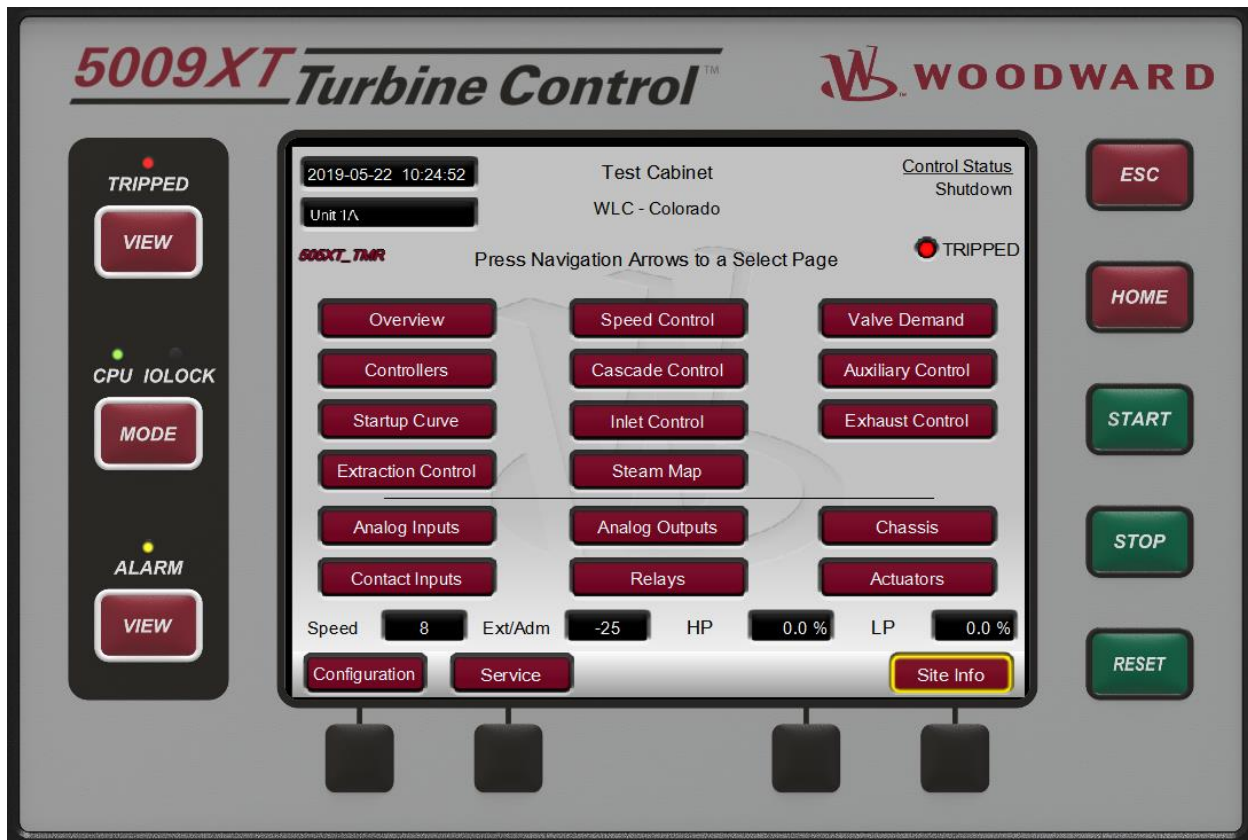 5009XT Turbine Control™
WOODWARD
TRIPPED
VIEW
CPU IOLOCK
MODE
ALARM
VIEW
2019-05-22 10:24:52
Test Cabinet
Control Status
Unit 1A
WLC - Colorado
Shutdown
505XT_TMR
Press Navigation Arrows to a Select Page
TRIPPED
Overview
Speed Control
Valve Demand
Controllers
Cascade Control
Auxiliary Control
Startup Curve
Inlet Control
Exhaust Control
Extraction Control
Steam Map
Analog Inputs
Analog Outputs
Chassis
Contact Inputs
Relays
Actuators
Speed 8 Ext/Adm -25 HP 0.0 % LP 0.0 %
Configuration
Service
Site Info
ESC
HOME
START
STOP
RESET